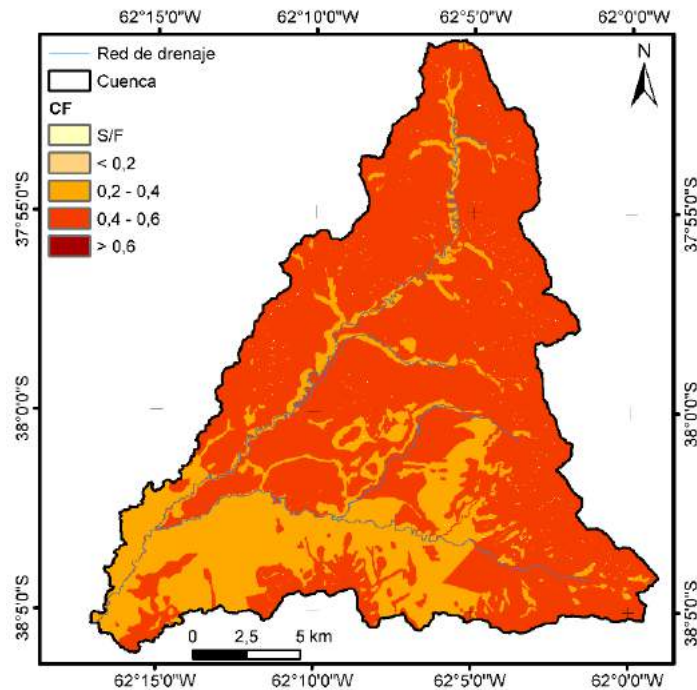 62°15'0"W 62°10'0"W 62°5'0"W 62°0'0"W
Red de drenaje
Cuenca
CF
S/F
< 0,2
0,2 - 0,4
0,4 - 0,6
> 0,6
N
37°55'0"S 37°55'0"S
38°0'0"S 38°0'0"S
38°5'0"S 38°5'0"S
0 2,5 5 km
62°15'0"W 62°10'0"W 62°5'0"W 62°0'0"W